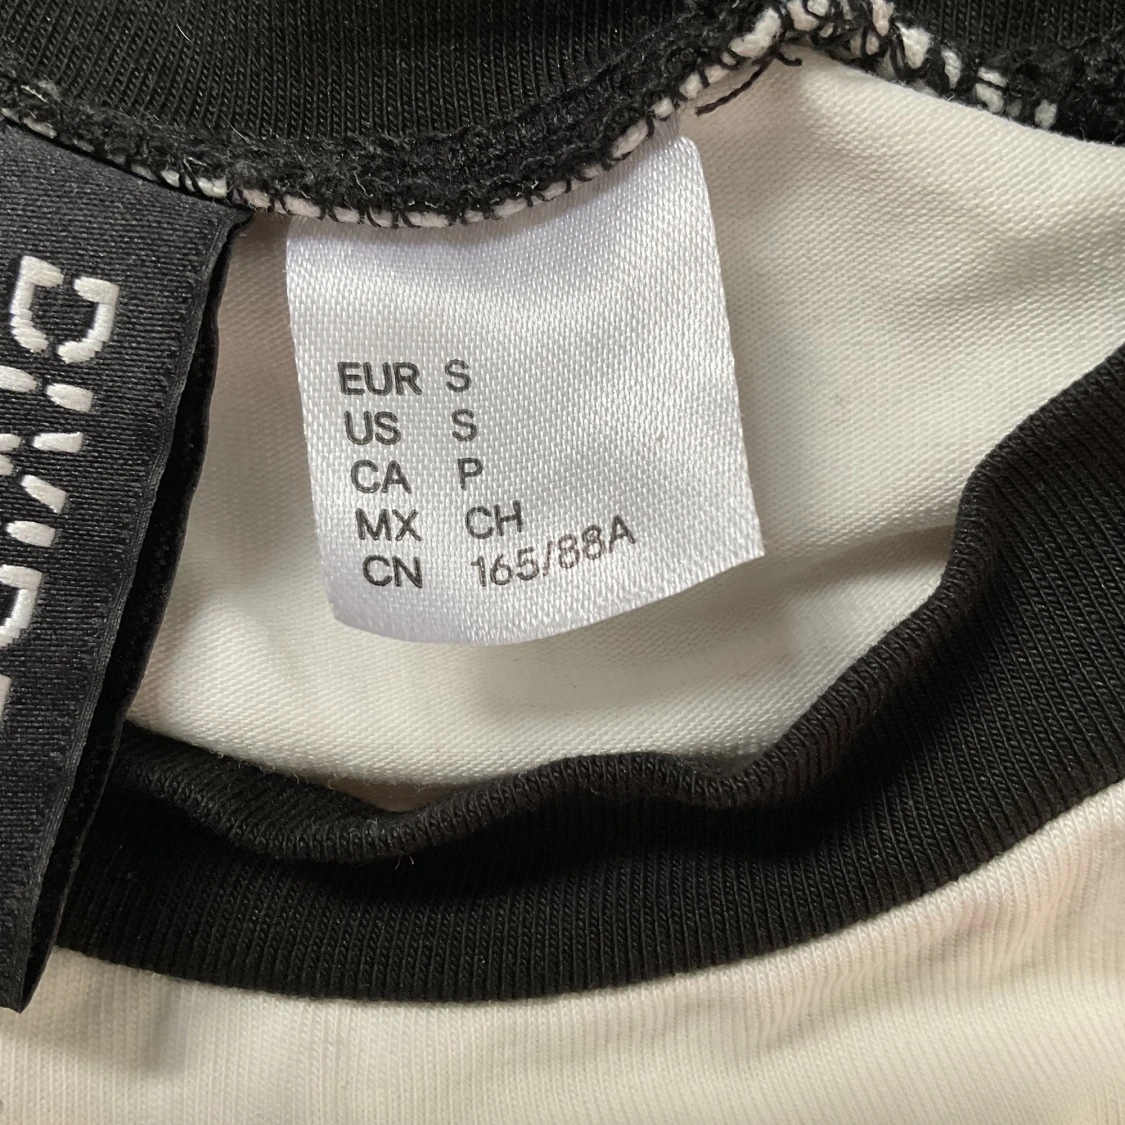 EUR S
US S
CA P
MX CH
CN 165/88A